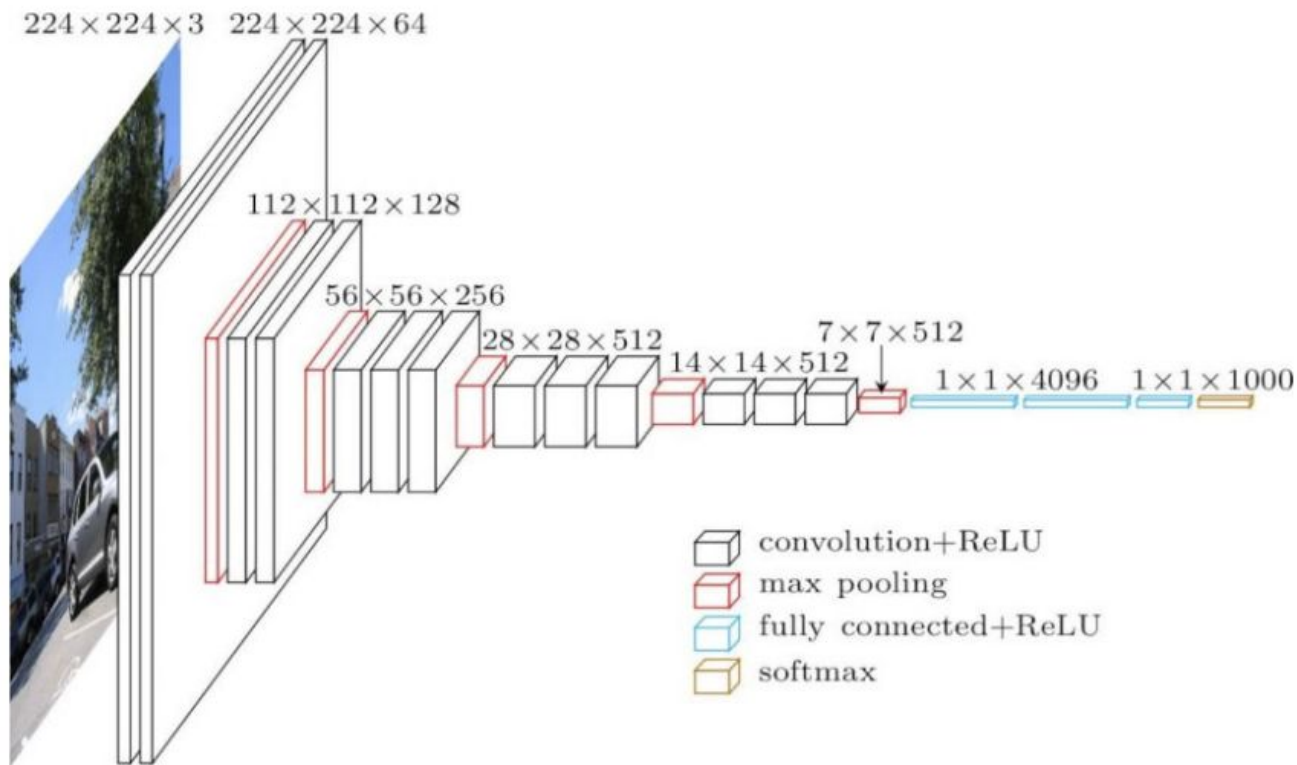 224×224×3
224×224×64
112×112×128
56×56×256
28×28×512
14×14×512
7×7×512
1×1×4096
1×1×1000
convolution+ReLU
max pooling
fully connected+ReLU
softmax